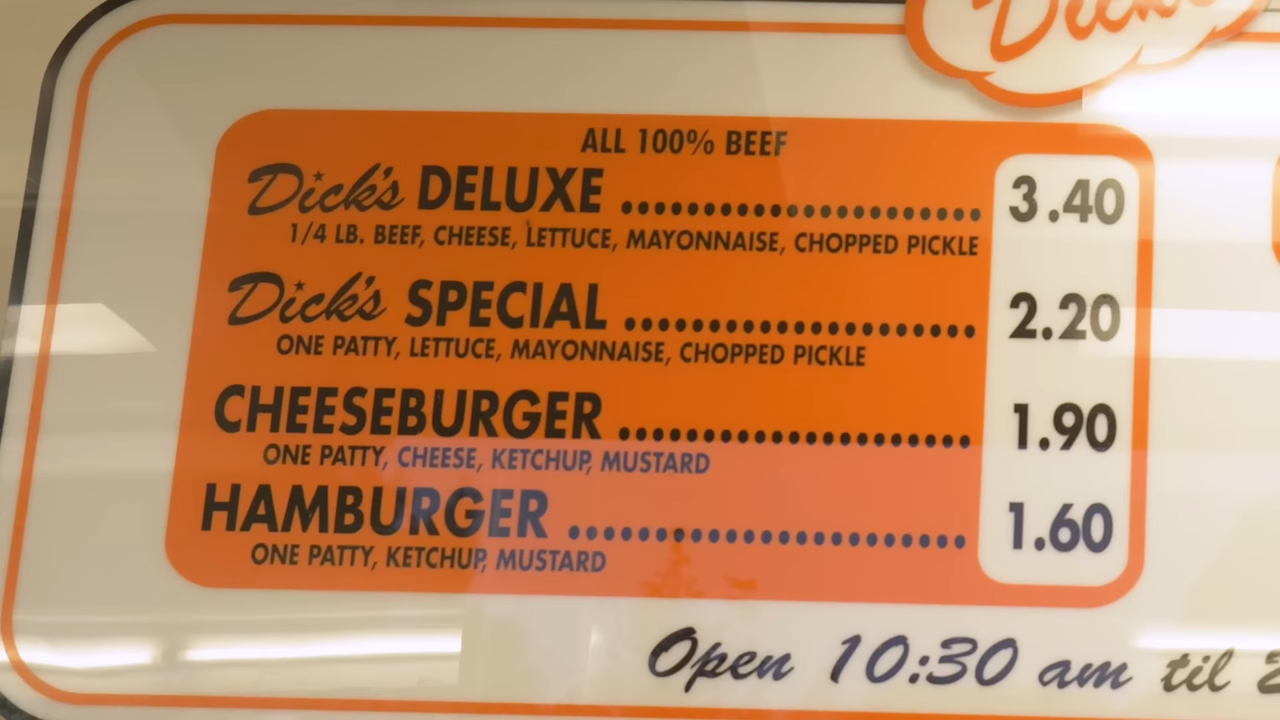 Dick's
ALL 100% BEEF
Dick's DELUXE ........................... 3.40
1/4 LB. BEEF, CHEESE, LETTUCE, MAYONNAISE, CHOPPED PICKLE
Dick's SPECIAL ........................... 2.20
ONE PATTY, LETTUCE, MAYONNAISE, CHOPPED PICKLE
CHEESEBURGER ........................... 1.90
ONE PATTY, CHEESE, KETCHUP, MUSTARD
HAMBURGER ............................... 1.60
ONE PATTY, KETCHUP, MUSTARD
Open 10:30 am til